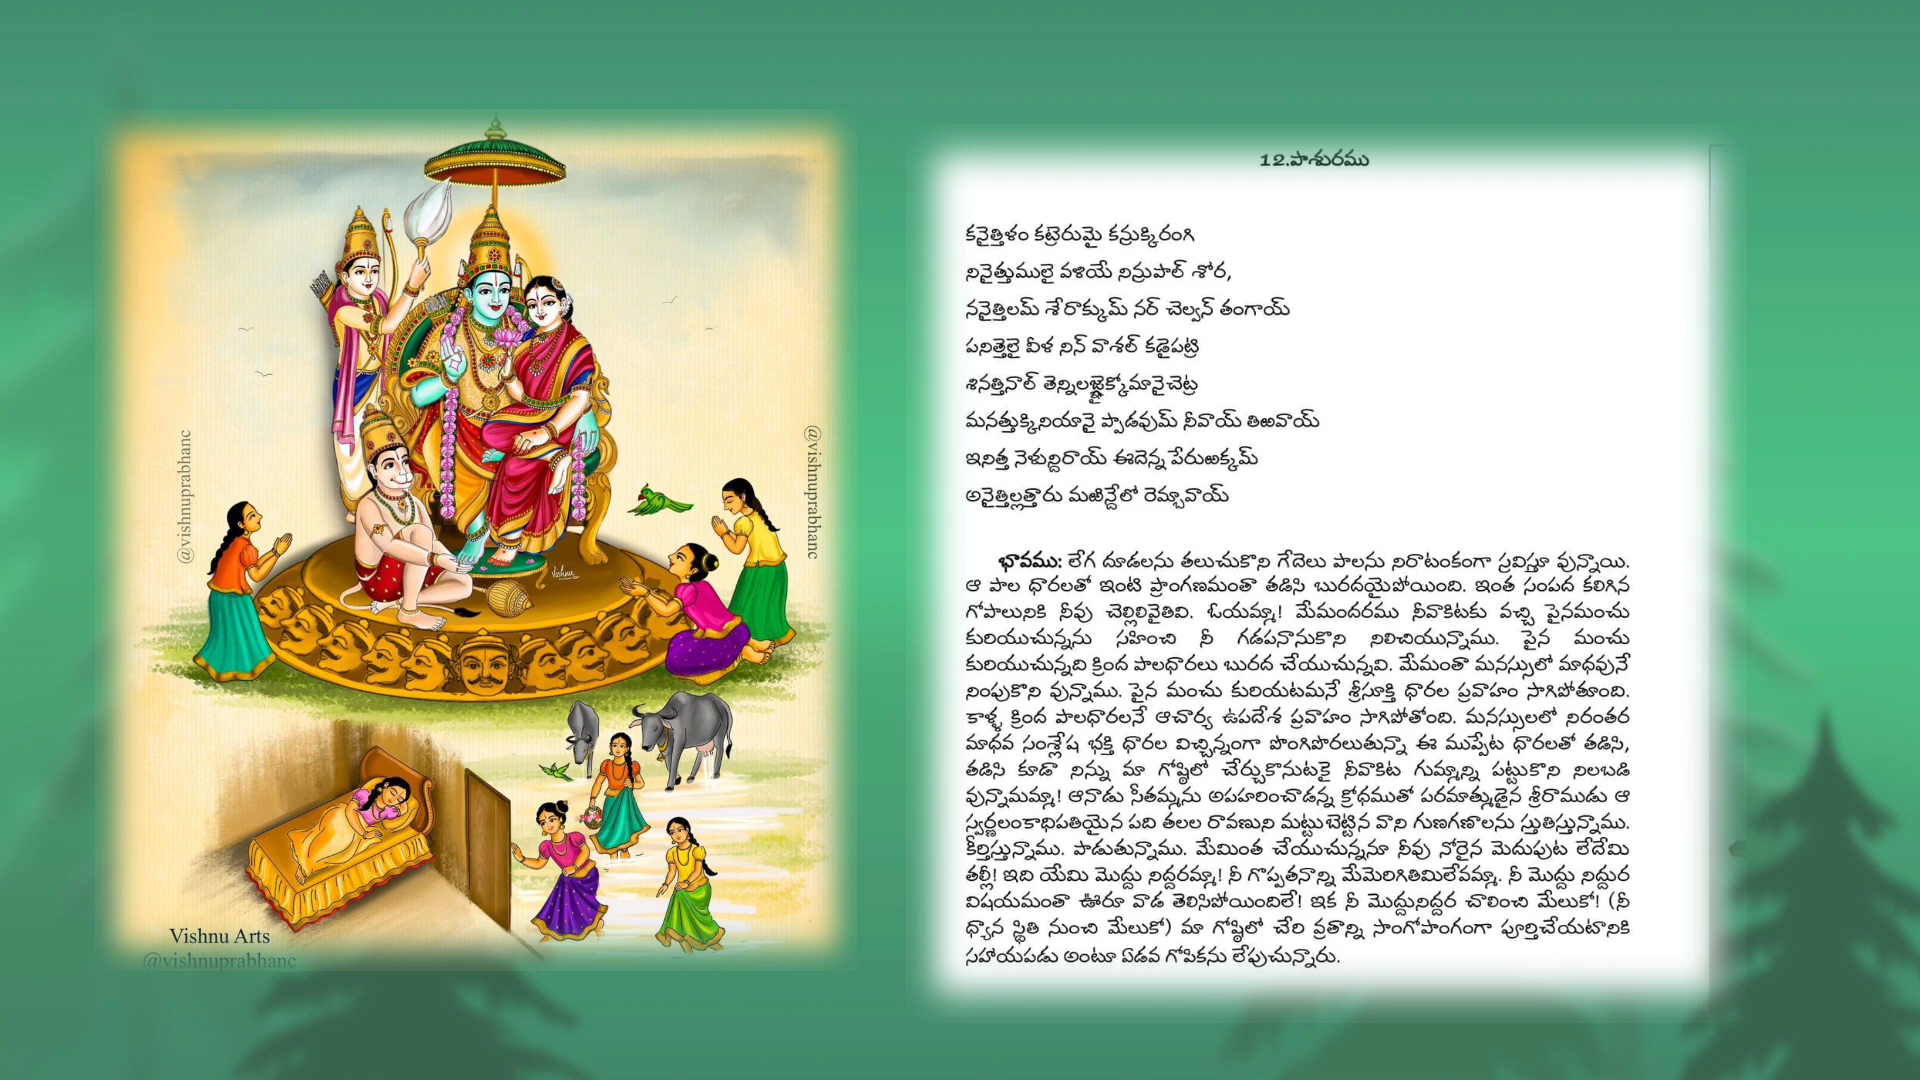 @vishnuprabhanc
@vishnuprabhanc
Vishnu
Vishnu Arts
@vishnuprabhanc
12.పాశురము
కనైత్తిళం కట్రెరుమై కన్రుక్కిరంగి
నినైత్తుములై వళియే నిన్రుపాల్ శోర,
ననైత్తిలమ్ శేరాక్కుమ్ నర్ చెల్వన్ తంగాయ్
పనిత్తెలై వీళ నిన్ వాశల్ కడైపట్రి
శినత్తినాల్ తెన్నిలఙ్గైక్కోమానైచెట్ర
మనత్తుక్కినియానై ప్పాడవుమ్ నీవాయ్ తిఱవాయ్
ఇనిత్త నెళున్దిరాయ్ ఈదెన్న పేరుఱక్కమ్
అనైత్తిల్లత్తారు మఱిన్దేలో రెమ్బావాయ్
భావము: లేగ దూడలను తలుచుకొని గేదెలు పాలను నిరాటంకంగా స్రవిస్తూ వున్నాయి.
ఆ పాల ధారలతో ఇంటి ప్రాంగణమంతా తడిసి బురదయైపోయింది. ఇంత సంపద కలిగిన
గోపాలునికి నీవు చెల్లెలివైతివి. ఓయమ్మా! మేమందరము నీవాకిటకు వచ్చి పైనమంచు
కురియుచున్నను సహించి నీ గడపనానుకొని నిలిచియున్నాము. పైన మంచు
కురియుచున్నది క్రింద పాలధారలు బురద చేయుచున్నవి. మేమంతా మనస్సులో మాధవునే
నింపుకొని వున్నాము. పైన మంచు కురియటమనే శ్రీసూక్తి ధారల ప్రవాహం సాగిపోతూంది.
కాళ్ళ క్రింద పాలధారలనే ఆచార్య ఉపదేశ ప్రవాహం సాగిపోతోంది. మనస్సులలో నిరంతర
మాధవ సంశ్లేష భక్తి ధారల విచ్ఛిన్నంగా పొంగిపొరలుతున్నా ఈ ముప్పేట ధారలతో తడిసి,
తడిసి కూడా నిన్ను మా గోష్ఠిలో చేర్చుకొనుటకై నీవాకిట గుమ్మాన్ని పట్టుకొని నిలబడి
వున్నామమ్మా! ఆనాడు సీతమ్మను అపహరించాడన్న క్రోధముతో పరమాత్ముడైన శ్రీరాముడు ఆ
స్వర్ణలంకాధిపతియైన పది తలల రావణుని మట్టుబెట్టిన వాని గుణగణాలను స్తుతిస్తున్నాము.
కీర్తిస్తున్నాము. పాడుతున్నాము. మేమింత చేయుచున్ననూ నీవు నోరైన మెదుపుట లేదేమి
తల్లీ! ఇది యేమి మొద్దు నిద్దరమ్మా! నీ గొప్పతనాన్ని మేమెరిగితిమిలేవమ్మా. నీ మొద్దు నిద్దుర
విషయమంతా ఊరూ వాడ తెలిసిపోయిందిలే! ఇక నీ మొద్దునిద్దర చాలించి మేలుకో! (నీ
ధ్యాన స్థితి నుంచి మేలుకో) మా గోష్ఠిలో చేరి వ్రతాన్ని సాంగోపాంగంగా పూర్తిచేయటానికి
సహాయపడు అంటూ ఏడవ గోపికను లేపుచున్నారు.